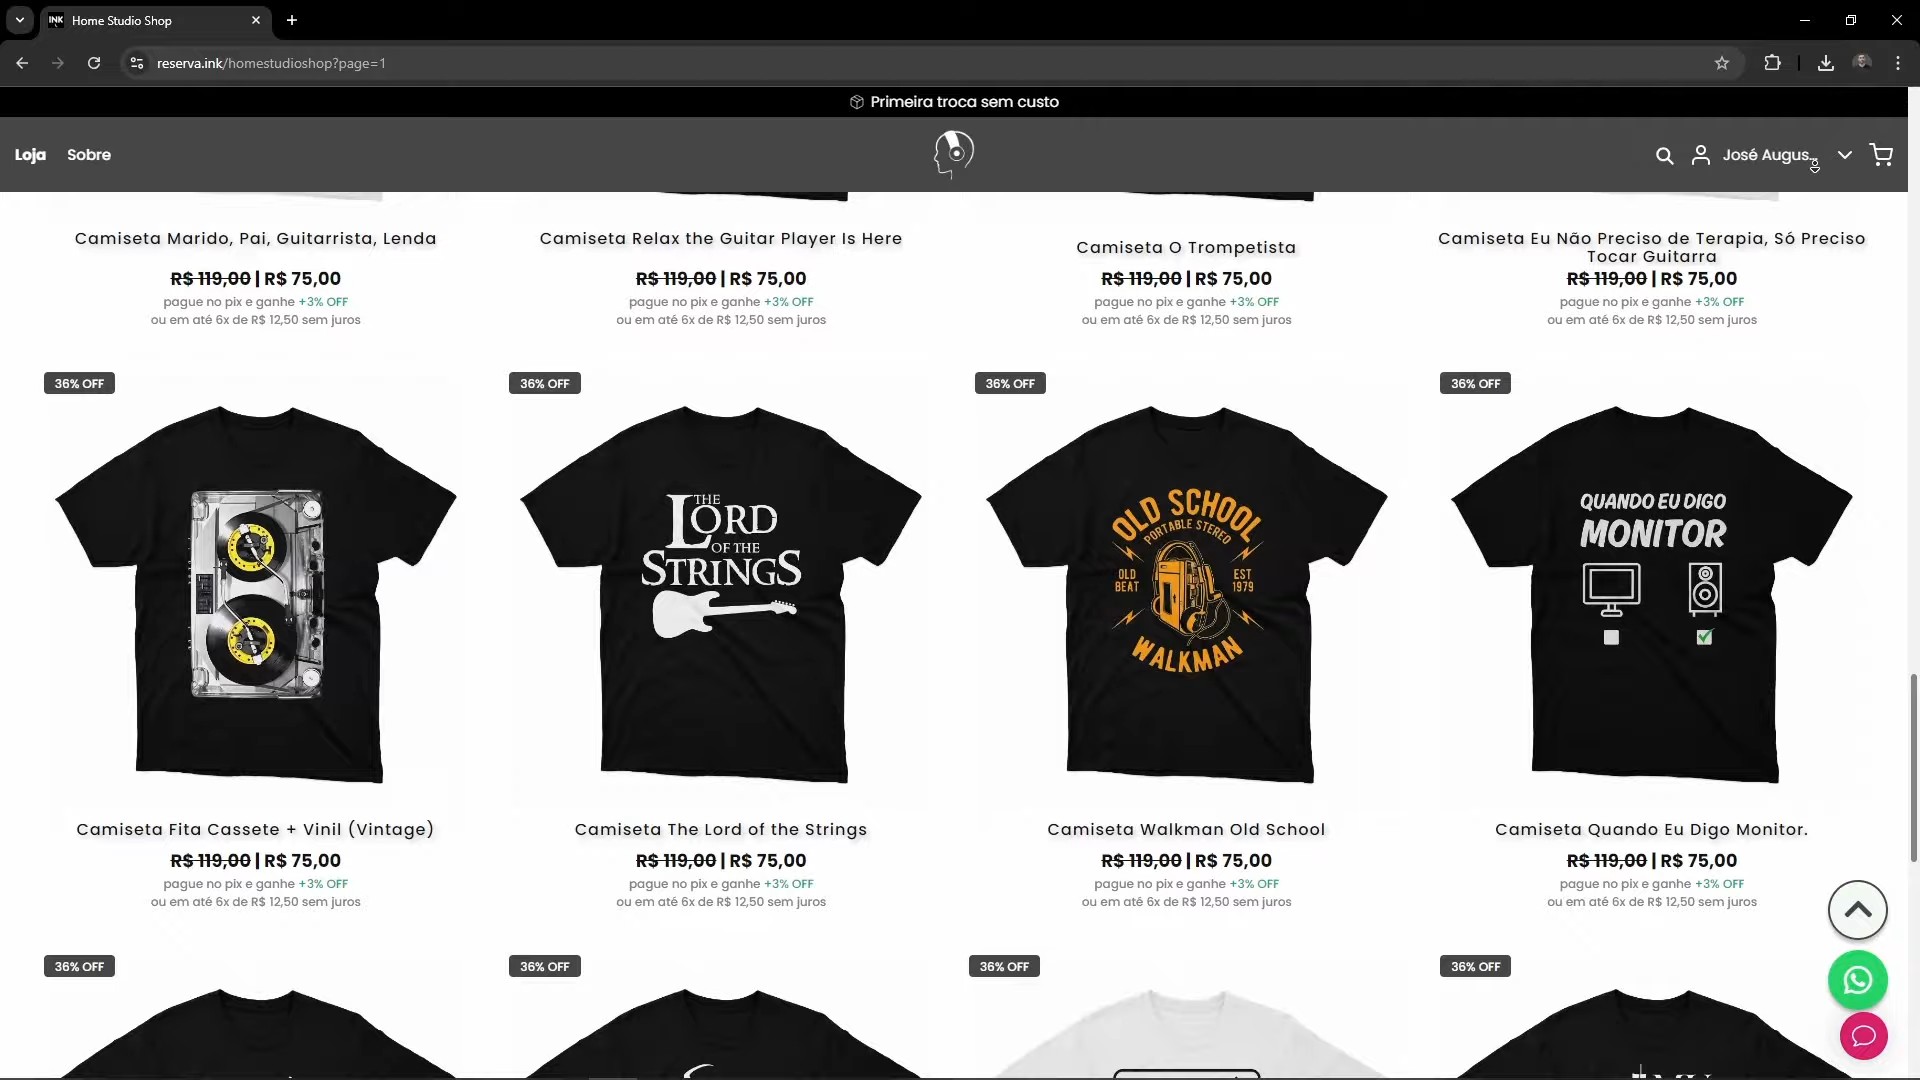 INK
Home Studio Shop
reserva.ink/homestudioshop?page=1
Primeira troca sem custo
Loja
Sobre
José Augus...
Camiseta Marido, Pai, Guitarrista, Lenda
R$ 119,00 | R$ 75,00
pague no pix e ganhe +3% OFF
ou em até 6x de R$ 12,50 sem juros
Camiseta Relax the Guitar Player Is Here
R$ 119,00 | R$ 75,00
pague no pix e ganhe +3% OFF
ou em até 6x de R$ 12,50 sem juros
Camiseta O Trompetista
R$ 119,00 | R$ 75,00
pague no pix e ganhe +3% OFF
ou em até 6x de R$ 12,50 sem juros
Camiseta Eu Não Preciso de Terapia, Só Preciso
Tocar Guitarra
R$ 119,00 | R$ 75,00
pague no pix e ganhe +3% OFF
ou em até 6x de R$ 12,50 sem juros
36% OFF
Camiseta Fita Cassete + Vinil (Vintage)
R$ 119,00 | R$ 75,00
pague no pix e ganhe +3% OFF
ou em até 6x de R$ 12,50 sem juros
36% OFF
THE
LORD
OF THE
STRINGS
Camiseta The Lord of the Strings
R$ 119,00 | R$ 75,00
pague no pix e ganhe +3% OFF
ou em até 6x de R$ 12,50 sem juros
36% OFF
OLD SCHOOL
PORTABLE STEREO
OLD
BEAT
EST
1979
WALKMAN
Camiseta Walkman Old School
R$ 119,00 | R$ 75,00
pague no pix e ganhe +3% OFF
ou em até 6x de R$ 12,50 sem juros
36% OFF
QUANDO EU DIGO
MONITOR
Camiseta Quando Eu Digo Monitor.
R$ 119,00 | R$ 75,00
pague no pix e ganhe +3% OFF
ou em até 6x de R$ 12,50 sem juros
36% OFF
36% OFF
36% OFF
36% OFF